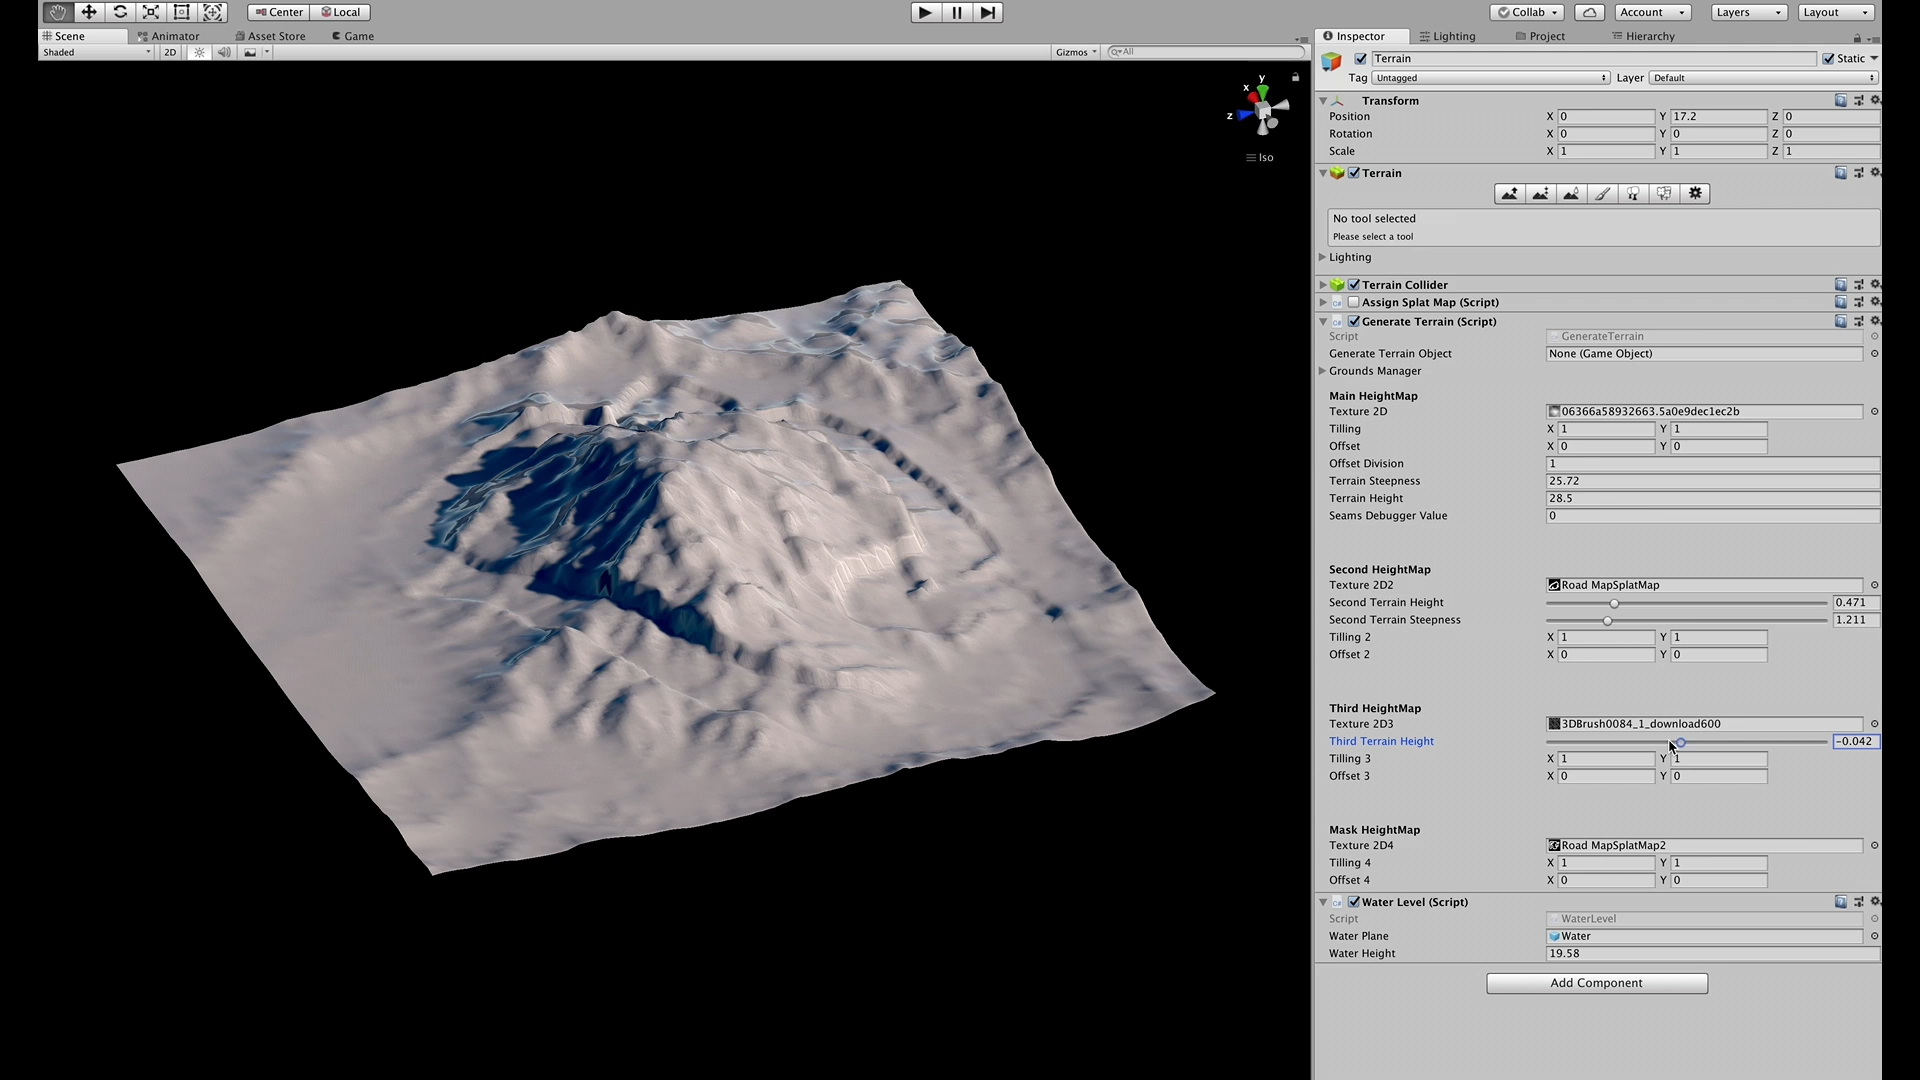 Center Local Collab Account Layers Layout
Scene Animator Asset Store Game
Shaded 2D Gizmos All
y
x
z
Iso
Inspector Lighting Project Hierarchy
Terrain Static
Tag Untagged Layer Default
Transform
Position X 0 Y 17.2 Z 0
Rotation X 0 Y 0 Z 0
Scale X 1 Y 1 Z 1
Terrain
No tool selected
Please select a tool
Lighting
Terrain Collider
Assign Splat Map (Script)
Generate Terrain (Script)
Script GenerateTerrain
Generate Terrain Object None (Game Object)
Grounds Manager
Main HeightMap
Texture 2D 06366a58932663.5a0e9dec1ec2b
Tilling X 1 Y 1
Offset X 0 Y 0
Offset Division 1
Terrain Steepness 25.72
Terrain Height 28.5
Seams Debugger Value 0
Second HeightMap
Texture 2D2 Road MapSplatMap
Second Terrain Height 0.471
Second Terrain Steepness 1.211
Tilling 2 X 1 Y 1
Offset 2 X 0 Y 0
Third HeightMap
Texture 2D3 3DBrush0084_1_download600
Third Terrain Height -0.042
Tilling 3 X 1 Y 1
Offset 3 X 0 Y 0
Mask HeightMap
Texture 2D4 Road MapSplatMap2
Tilling 4 X 1 Y 1
Offset 4 X 0 Y 0
C# Water Level (Script)
Script WaterLevel
Water Plane Water
Water Height 19.58
Add Component